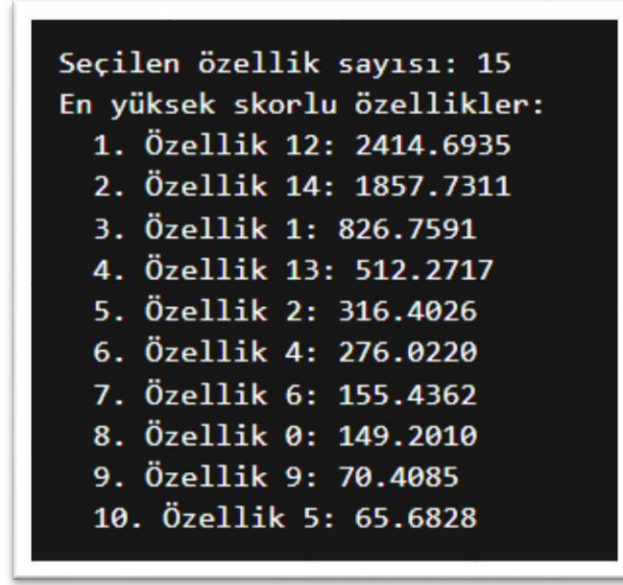 Seçilen özellik sayısı: 15
En yüksek skorlu özellikler:
1. Özellik 12: 2414.6935
2. Özellik 14: 1857.7311
3. Özellik 1: 826.7591
4. Özellik 13: 512.2717
5. Özellik 2: 316.4026
6. Özellik 4: 276.0220
7. Özellik 6: 155.4362
8. Özellik 0: 149.2010
9. Özellik 9: 70.4085
10. Özellik 5: 65.6828